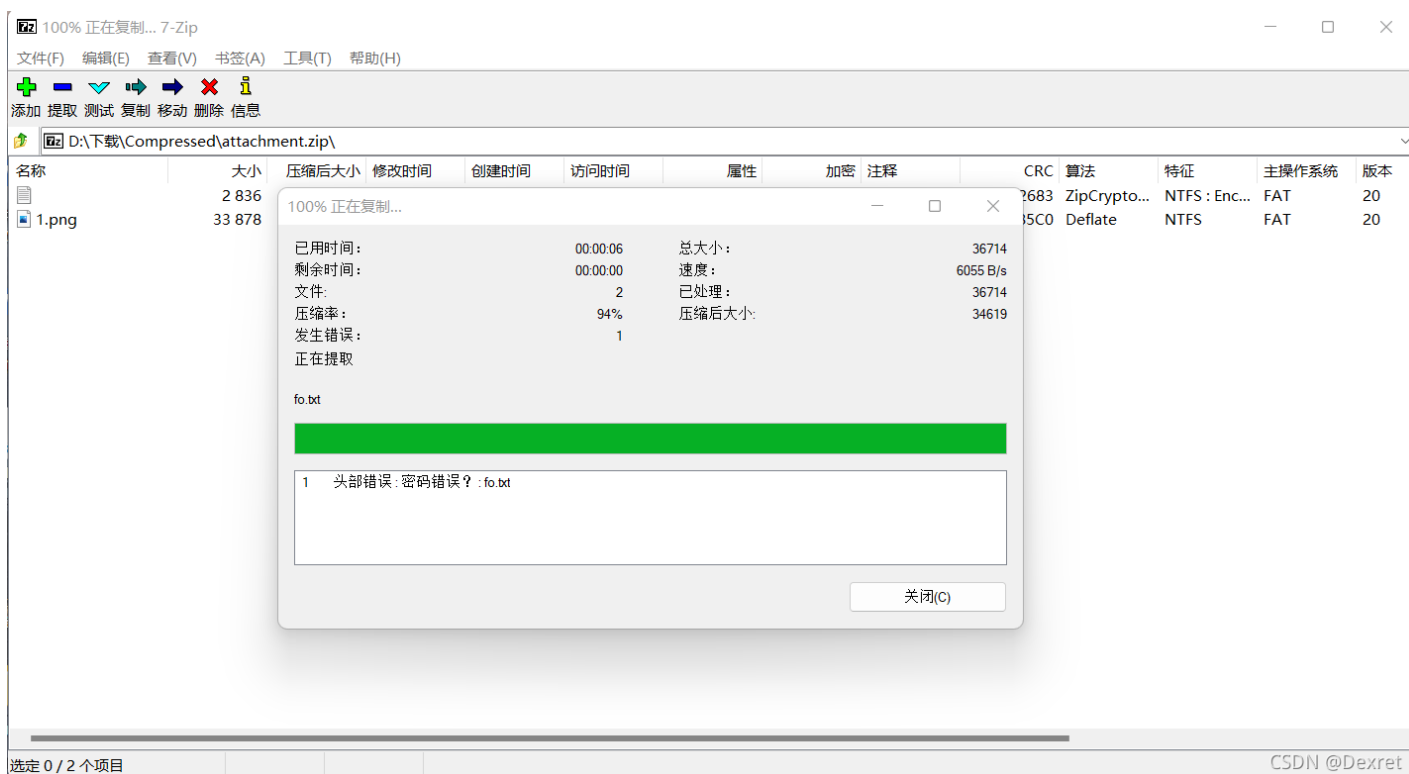 100% 正在复制... 7-Zip
文件(F) 编辑(E) 查看(V) 书签(A) 工具(T) 帮助(H)
添加 提取 测试 复制 移动 删除 信息
D:\下载\Compressed\attachment.zip\
名称 大小 压缩后大小 修改时间 创建时间 访问时间 属性 加密 注释 CRC 算法 特征 主操作系统 版本
2 836 2683 ZipCrypto... NTFS : Enc... FAT 20
1.png 33 878 35C0 Deflate NTFS FAT 20
100% 正在复制...
已用时间: 00:00:06 总大小: 36714
剩余时间: 00:00:00 速度: 6055 B/s
文件: 2 已处理: 36714
压缩率: 94% 压缩后大小: 34619
发生错误: 1
正在提取
fo.txt
1 头部错误 : 密码错误? : fo.txt
关闭(C)
选定 0 / 2 个项目
CSDN @Dexret